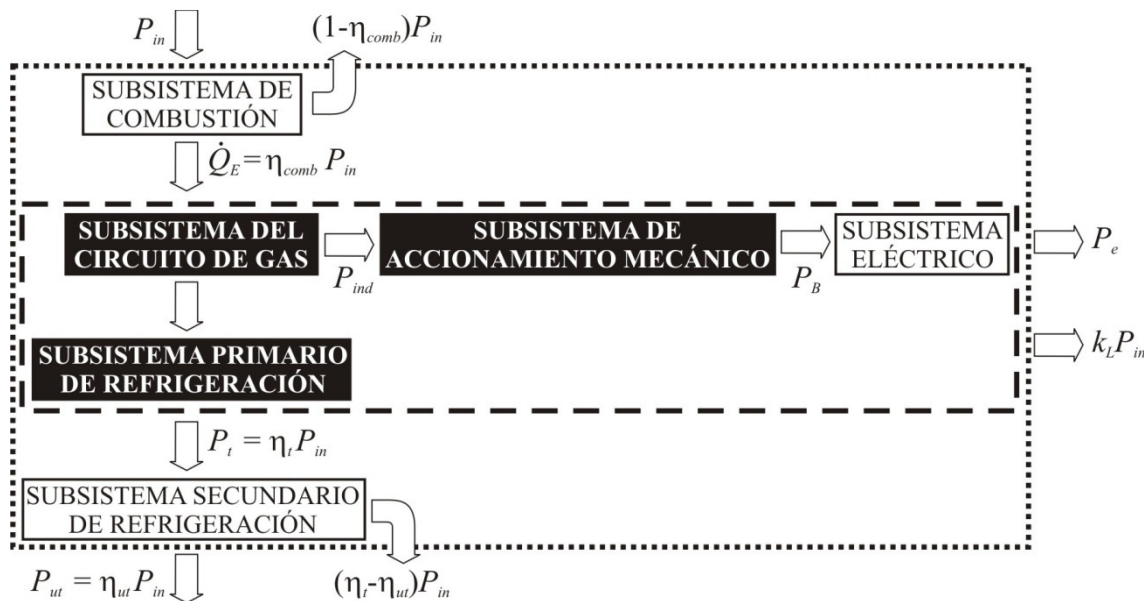 P_in
(1-η_comb)P_in
SUBSISTEMA DE
COMBUSTIÓN
Q̇_E = η_comb P_in
SUBSISTEMA DEL
CIRCUITO DE GAS
P_ind
SUBSISTEMA DE
ACCIONAMIENTO MECÁNICO
P_B
SUBSISTEMA
ELÉCTRICO
P_e
SUBSISTEMA PRIMARIO
DE REFRIGERACIÓN
k_L P_in
P_t = η_t P_in
SUBSISTEMA SECUNDARIO
DE REFRIGERACIÓN
P_ut = η_ut P_in
(η_t-η_ut)P_in